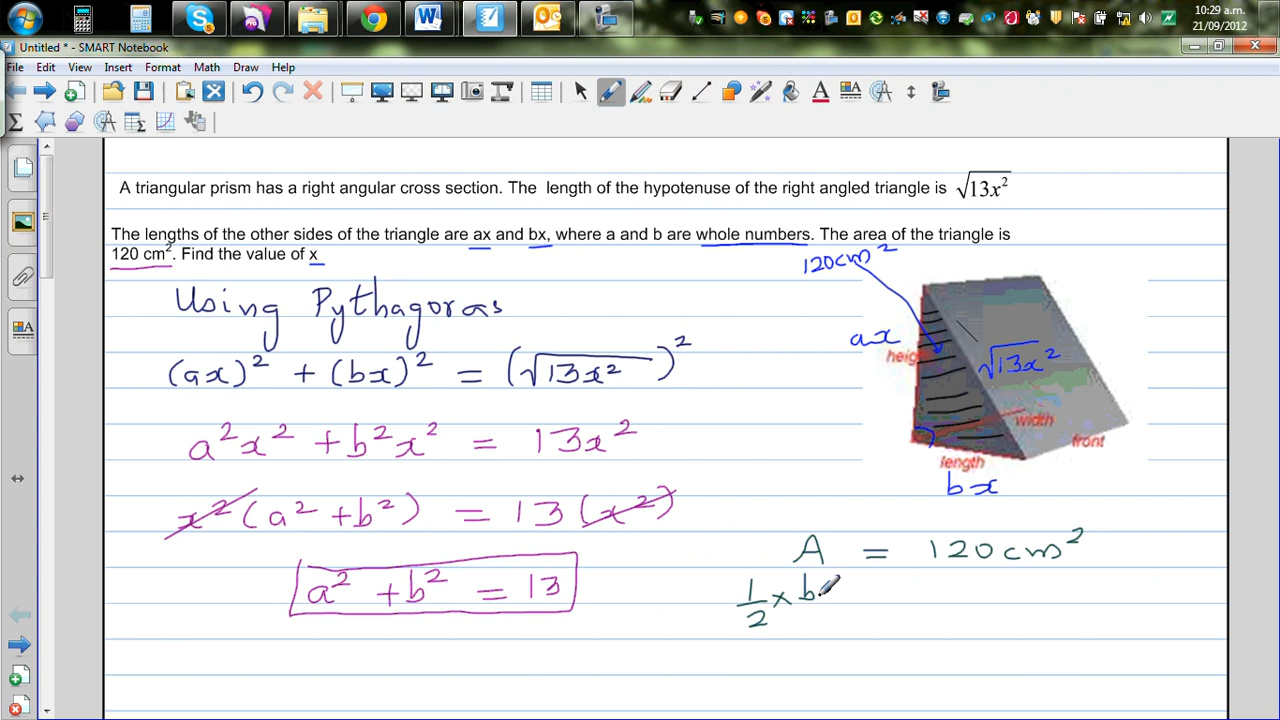 10:29 a.m.
21/09/2012
Untitled * - SMART Notebook
File Edit View Insert Format Math Draw Help
A triangular prism has a right angular cross section. The length of the hypotenuse of the right angled triangle is √13x²
The lengths of the other sides of the triangle are ax and bx, where a and b are whole numbers. The area of the triangle is
120 cm². Find the value of x
120cm²
Using Pythagoras
ax
heig
√13x²
(ax)² + (bx)² = (√13x²)²
width
front
a²x² + b²x² = 13x²
length
bx
x²(a² + b²) = 13(x²)
A = 120cm²
a² + b² = 13
1/2 × b